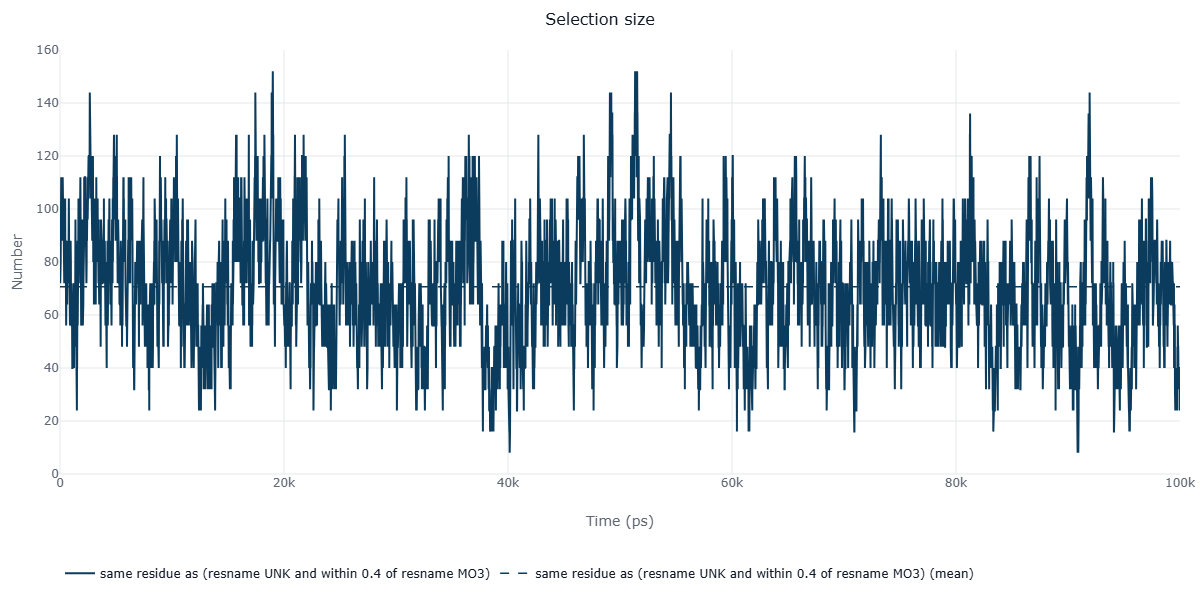 Selection size
160
140
120
100
80
60
40
20
0
Number
0 20k 40k 60k 80k 100k
Time (ps)
same residue as (resname UNK and within 0.4 of resname MO3) same residue as (resname UNK and within 0.4 of resname MO3) (mean)